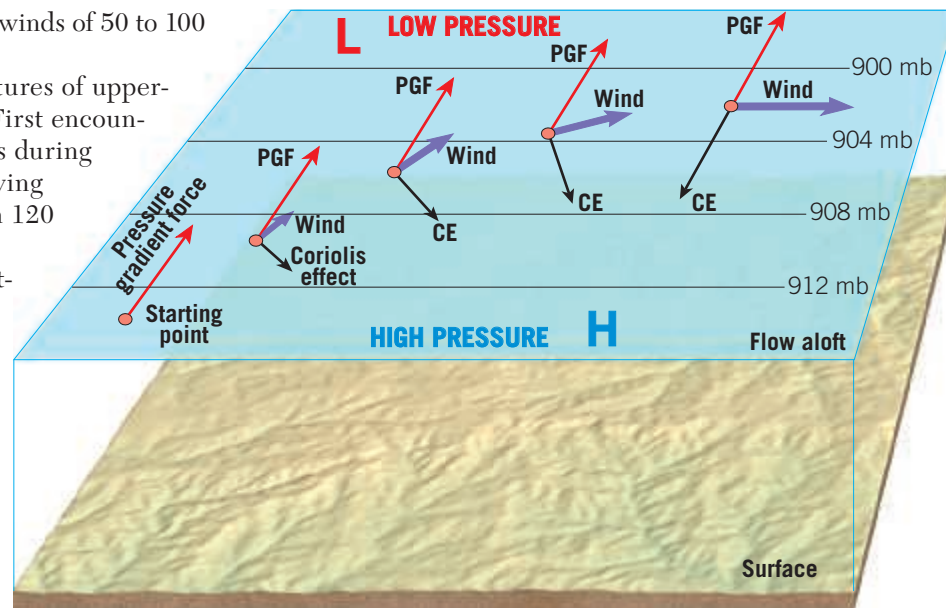 winds of 50 to 100
tures of upper-
First encoun-
s during
ving
n 120
t-
L LOW PRESSURE
PGF
PGF
PGF
PGF
900 mb
Wind
Wind
904 mb
Wind
CE
CE
908 mb
CE
Wind
Pressure
gradient force
Coriolis
effect
912 mb
Starting
point
HIGH PRESSURE H
Flow aloft
Surface